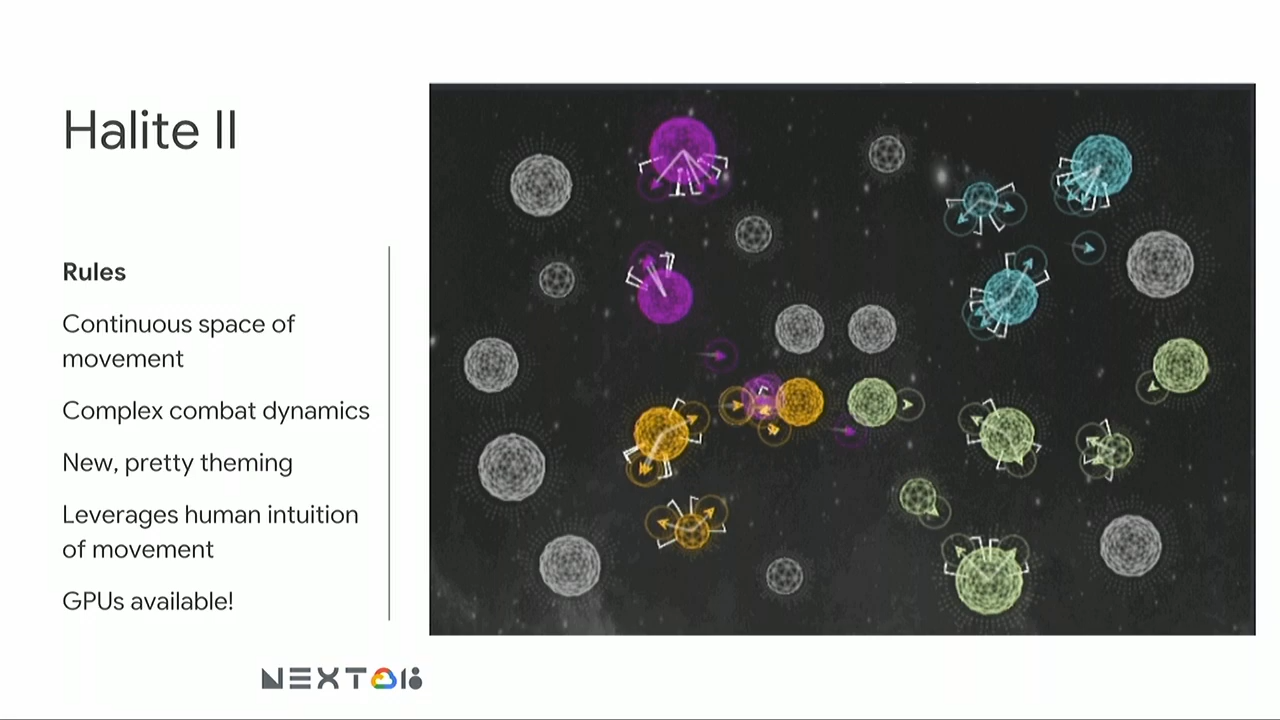 Halite II
Rules
Continuous space of
movement
Complex combat dynamics
New, pretty theming
Leverages human intuition
of movement
GPUs available!
NEXT 18